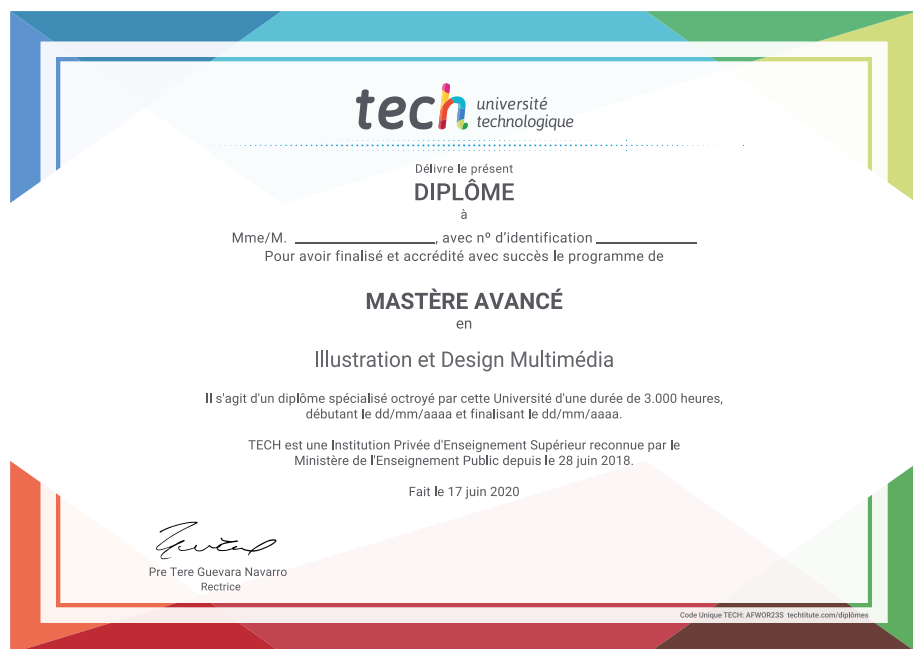 tech université
technologique
Délivre le présent
DIPLÔME
à
Mme/M. , avec nº d'identification
Pour avoir finalisé et accrédité avec succès le programme de
MASTÈRE AVANCÉ
en
Illustration et Design Multimédia
Il s'agit d'un diplôme spécialisé octroyé par cette Université d'une durée de 3.000 heures,
débutant le dd/mm/aaaa et finalisant le dd/mm/aaaa.
TECH est une Institution Privée d'Enseignement Supérieur reconnue par le
Ministère de l'Enseignement Public depuis le 28 juin 2018.
Fait le 17 juin 2020
Pre Tere Guevara Navarro
Rectrice
Code Unique TECH: AFWOR23S techtitute.com/diplômes